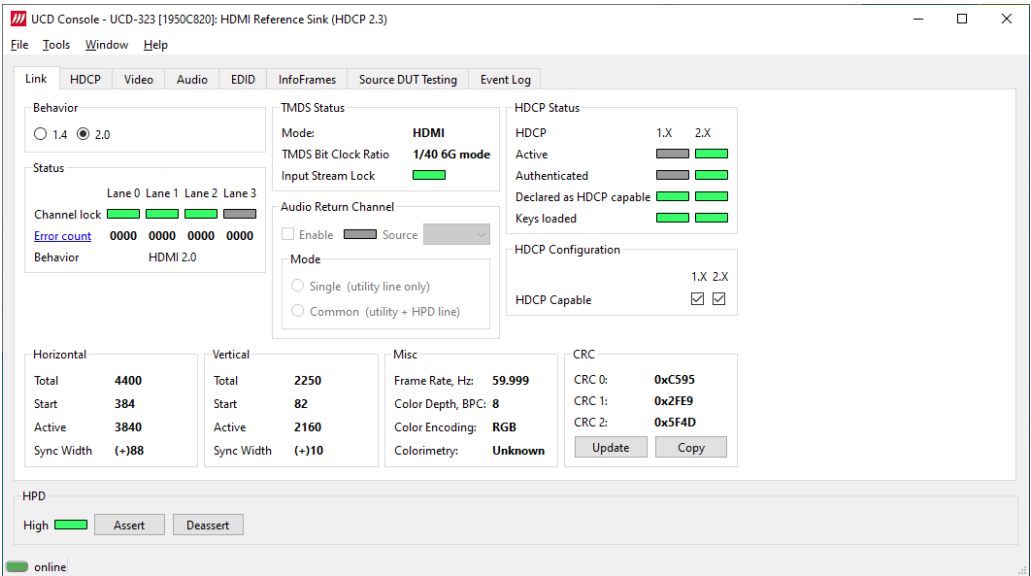 UCD Console - UCD-323 [1950C820]: HDMI Reference Sink (HDCP 2.3)
File Tools Window Help
Link HDCP Video Audio EDID InfoFrames Source DUT Testing Event Log
Behavior
1.4 2.0
Status
Lane 0 Lane 1 Lane 2 Lane 3
Channel lock
Error count 0000 0000 0000 0000
Behavior HDMI 2.0
TMDS Status
Mode: HDMI
TMDS Bit Clock Ratio 1/40 6G mode
Input Stream Lock
Audio Return Channel
Enable Source
Mode
Single (utility line only)
Common (utility + HPD line)
HDCP Status
HDCP 1.X 2.X
Active
Authenticated
Declared as HDCP capable
Keys loaded
HDCP Configuration
1.X 2.X
HDCP Capable
Horizontal
Total 4400
Start 384
Active 3840
Sync Width (+)88
Vertical
Total 2250
Start 82
Active 2160
Sync Width (+)10
Misc
Frame Rate, Hz: 59.999
Color Depth, BPC: 8
Color Encoding: RGB
Colorimetry: Unknown
CRC
CRC 0: 0xC595
CRC 1: 0x2FE9
CRC 2: 0x5F4D
Update Copy
HPD
High Assert Deassert
online